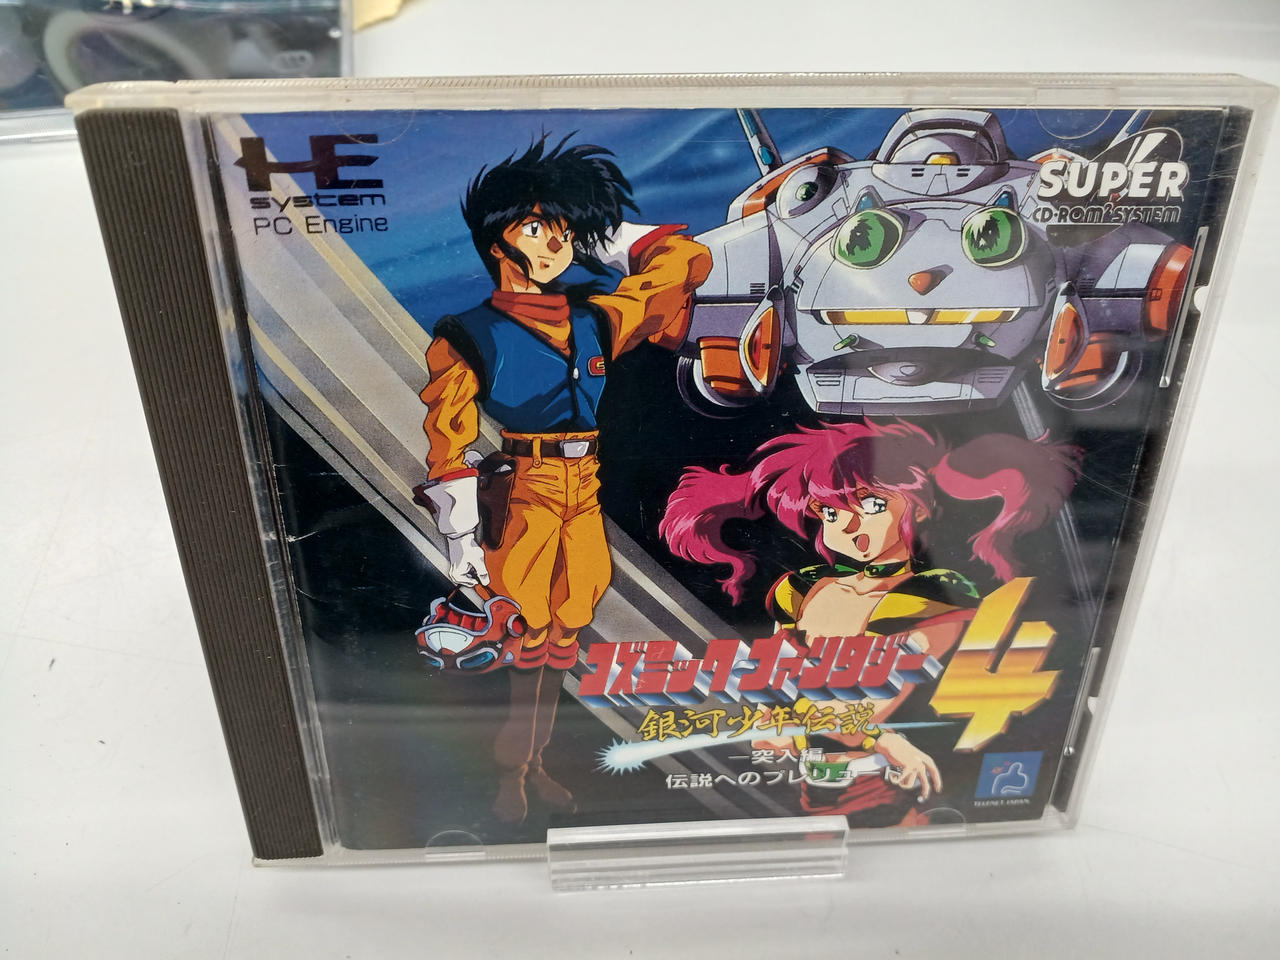 HE
system
PC Engine
SUPER
CD-ROM² SYSTEM
コズミック・ファンタジー4
銀河少年伝説
―突入編―
伝説へのプレリュード
TELENET JAPAN